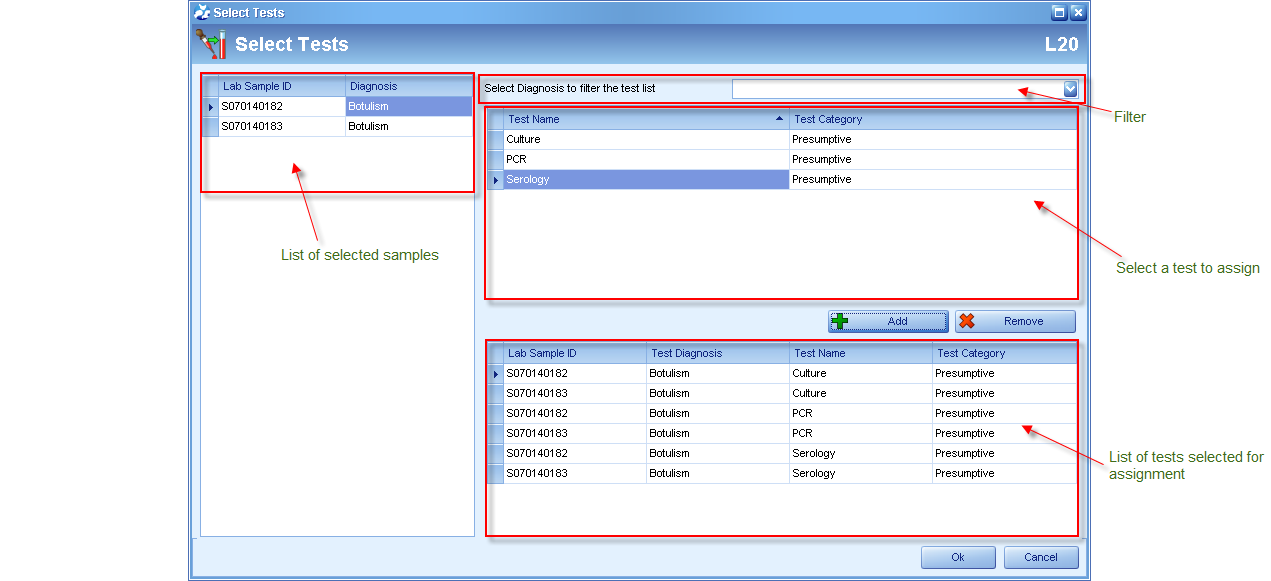 Select Tests
Select Tests L20
Lab Sample ID Diagnosis
S070140182 Botulism
S070140183 Botulism
List of selected samples
Select Diagnosis to filter the test list
Filter
Test Name Test Category
Culture Presumptive
PCR Presumptive
Serology Presumptive
Select a test to assign
Add Remove
Lab Sample ID Test Diagnosis Test Name Test Category
S070140182 Botulism Culture Presumptive
S070140183 Botulism Culture Presumptive
S070140182 Botulism PCR Presumptive
S070140183 Botulism PCR Presumptive
S070140182 Botulism Serology Presumptive
S070140183 Botulism Serology Presumptive
List of tests selected for
assignment
Ok Cancel